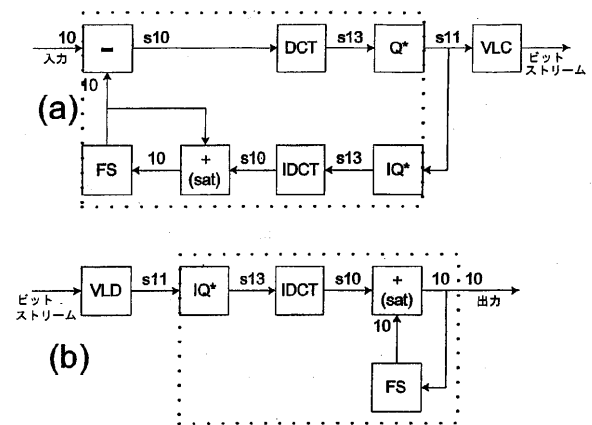 10
s10
s13
s11
入力
−
DCT
Q*
VLC
ビット
ストリーム
10
(a)
10
s10
s13
FS
+
(sat)
IDCT
IQ*
s11
s13
s10
10
10
VLD
IQ*
IDCT
+
(sat)
ビット
ストリーム
出力
10
(b)
FS